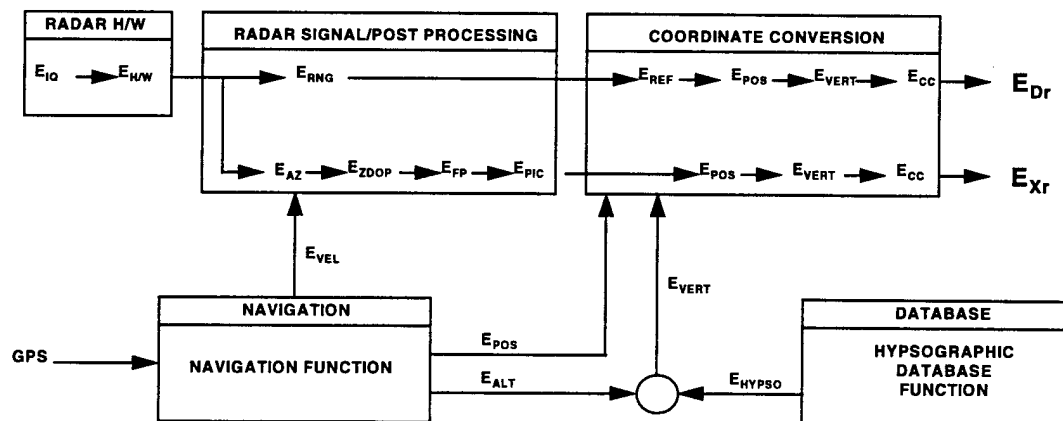 RADAR H/W
RADAR SIGNAL/POST PROCESSING
COORDINATE CONVERSION
E_IQ E_H/W
E_RNG
E_REF E_POS E_VERT E_CC
E_Dr
E_AZ E_ZDOP E_FP E_PIC
E_POS E_VERT E_CC
E_Xr
E_VEL
E_VERT
NAVIGATION
DATABASE
GPS
NAVIGATION FUNCTION
E_POS
E_ALT
E_HYPSO
HYPSOGRAPHIC
DATABASE
FUNCTION